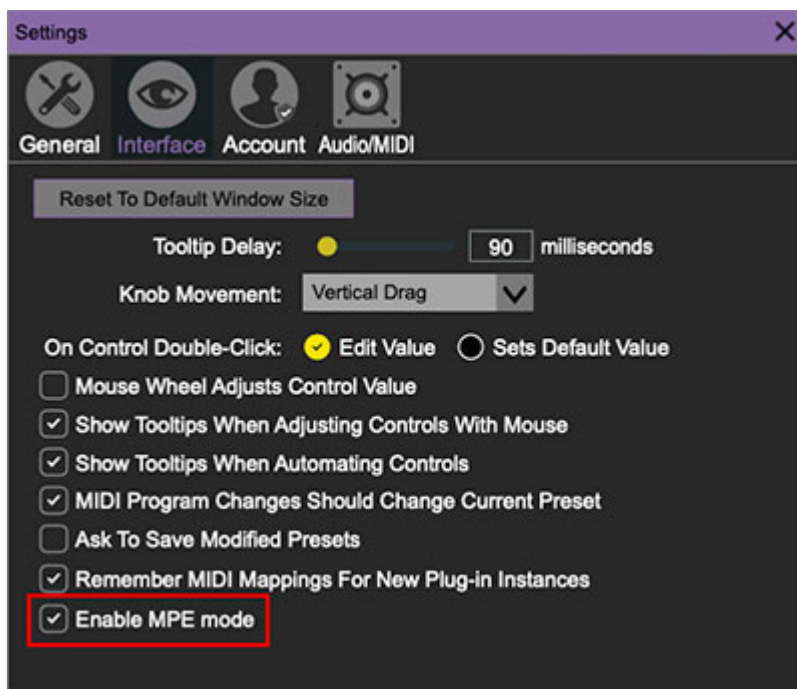 Settings
General Interface Account Audio/MIDI
Reset To Default Window Size
Tooltip Delay: 90 milliseconds
Knob Movement: Vertical Drag
On Control Double-Click: Edit Value Sets Default Value
Mouse Wheel Adjusts Control Value
Show Tooltips When Adjusting Controls With Mouse
Show Tooltips When Automating Controls
MIDI Program Changes Should Change Current Preset
Ask To Save Modified Presets
Remember MIDI Mappings For New Plug-in Instances
Enable MPE mode